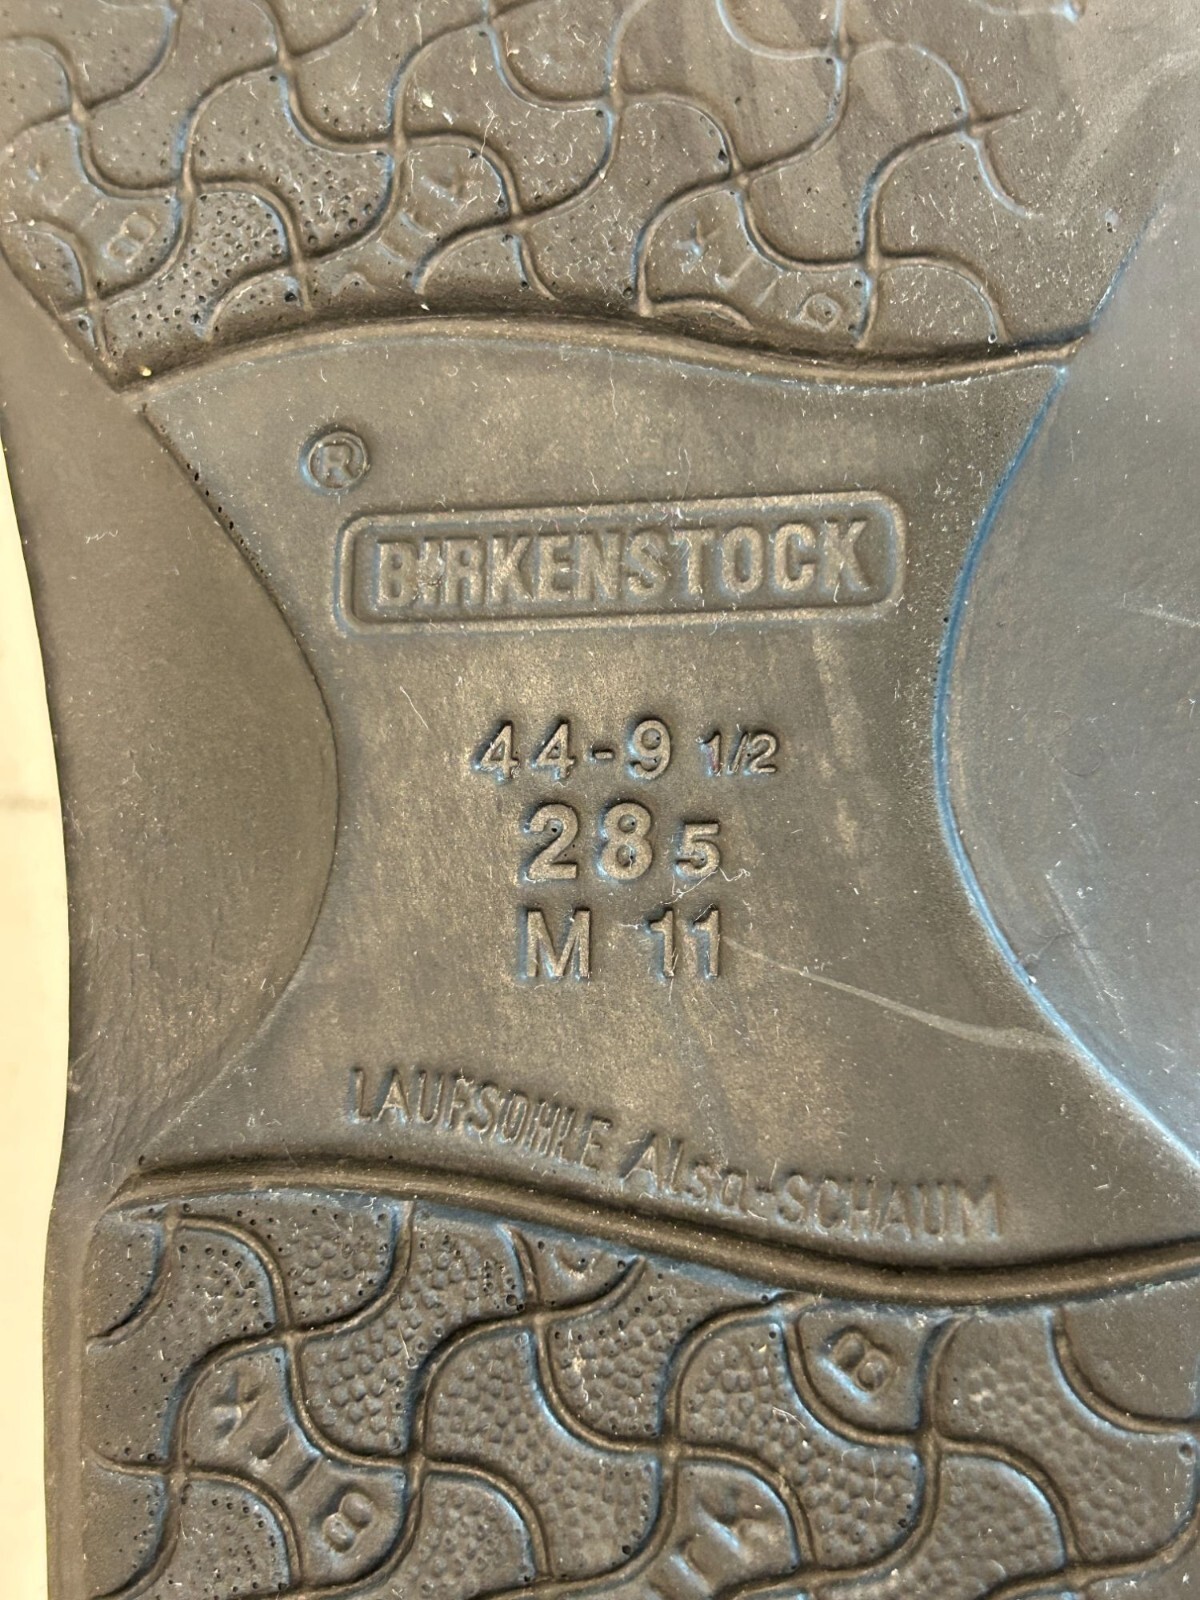 ®
BIRKENSTOCK
44-9 1/2
285
M 11
LAUFSOHLE Alsa-SCHAUM